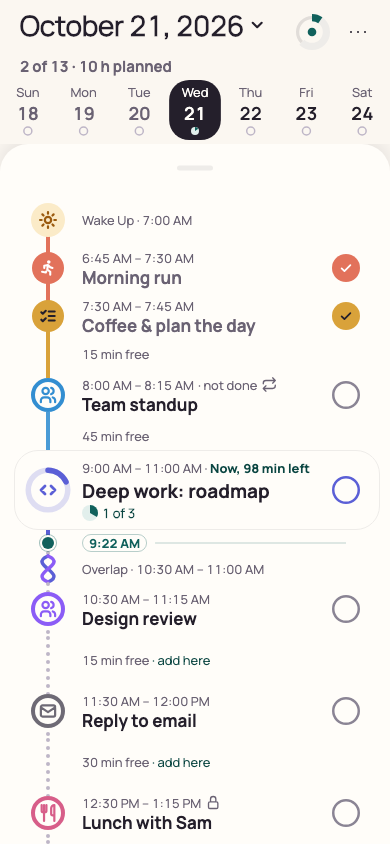 October 21, 2026
...
2 of 13 · 10 h planned
Sun Mon Tue Wed Thu Fri Sat
18 19 20 21 22 23 24
Wake Up · 7:00 AM
6:45 AM – 7:30 AM
Morning run
7:30 AM – 7:45 AM
Coffee & plan the day
15 min free
8:00 AM – 8:15 AM · not done
Team standup
45 min free
9:00 AM – 11:00 AM · Now, 98 min left
Deep work: roadmap
1 of 3
9:22 AM
Overlap · 10:30 AM – 11:00 AM
10:30 AM – 11:15 AM
Design review
15 min free · add here
11:30 AM – 12:00 PM
Reply to email
30 min free · add here
12:30 PM – 1:15 PM
Lunch with Sam